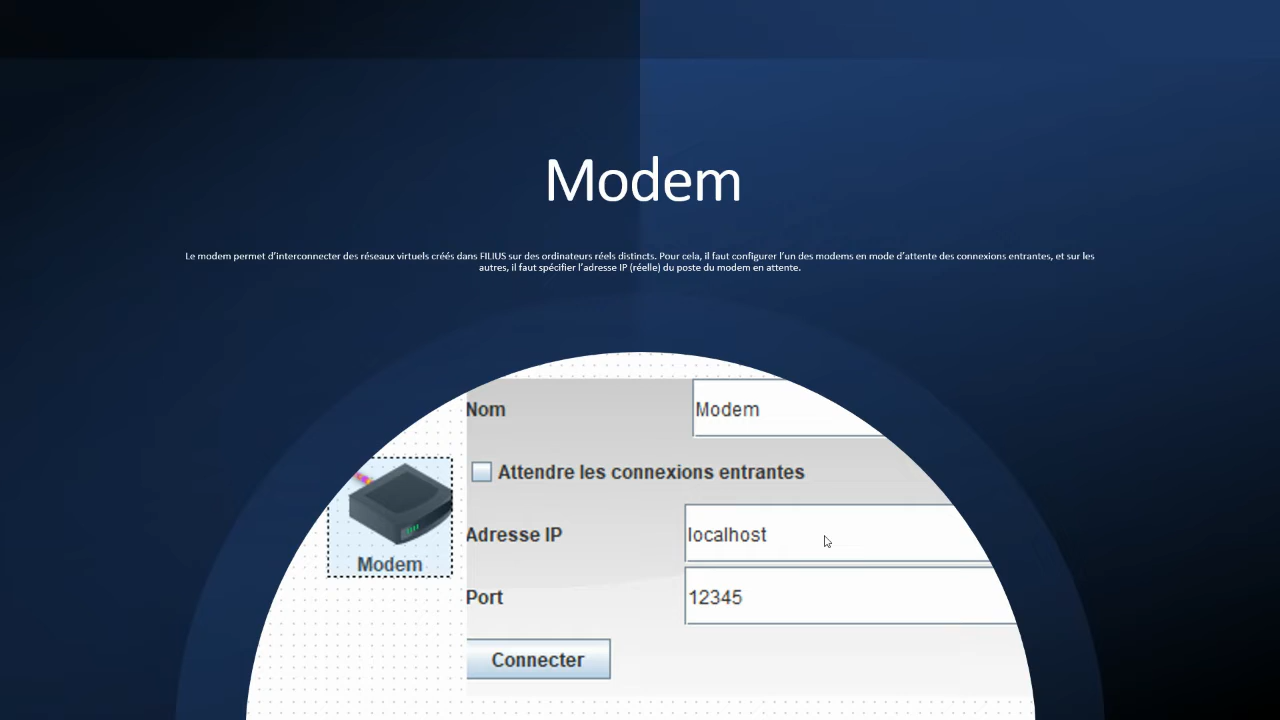 Modem
Le modem permet d'interconnecter des réseaux virtuels créés dans FILIUS sur des ordinateurs réels distincts. Pour cela, il faut configurer l'un des modems en mode d'attente des connexions entrantes, et sur les
autres, il faut spécifier l'adresse IP (réelle) du poste du modem en attente.
Nom Modem
Attendre les connexions entrantes
Adresse IP localhost
Modem
Port 12345
Connecter